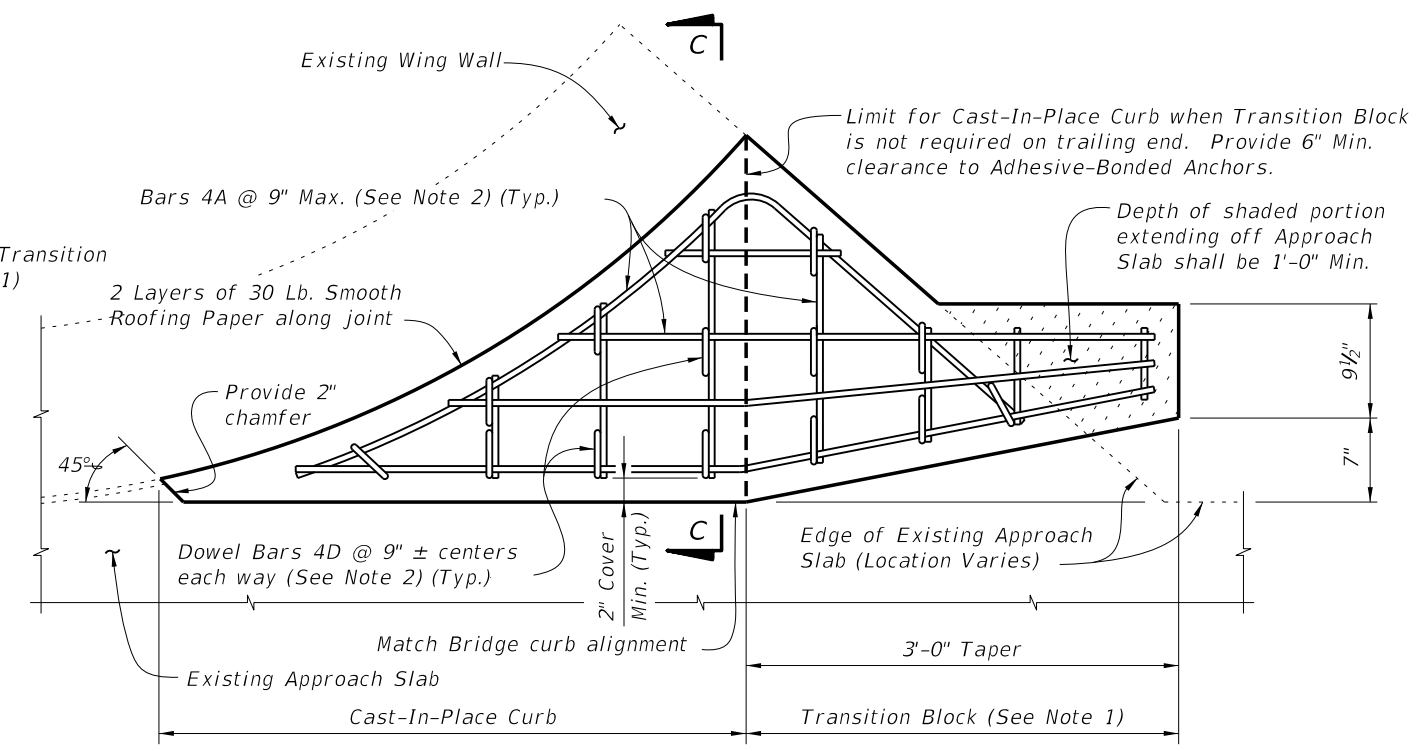 C
Existing Wing Wall
Limit for Cast-In-Place Curb when Transition Block
is not required on trailing end. Provide 6" Min.
clearance to Adhesive-Bonded Anchors.
Bars 4A @ 9" Max. (See Note 2) (Typ.)
Depth of shaded portion
extending off Approach
Slab shall be 1'-0" Min.
Transition
1)
2 Layers of 30 Lb. Smooth
Roofing Paper along joint
Provide 2"
chamfer
9½"
45°
7"
C
Dowel Bars 4D @ 9" ± centers
each way (See Note 2) (Typ.)
2" Cover
Min. (Typ.)
Edge of Existing Approach
Slab (Location Varies)
Match Bridge curb alignment
3'-0" Taper
Existing Approach Slab
Cast-In-Place Curb
Transition Block (See Note 1)